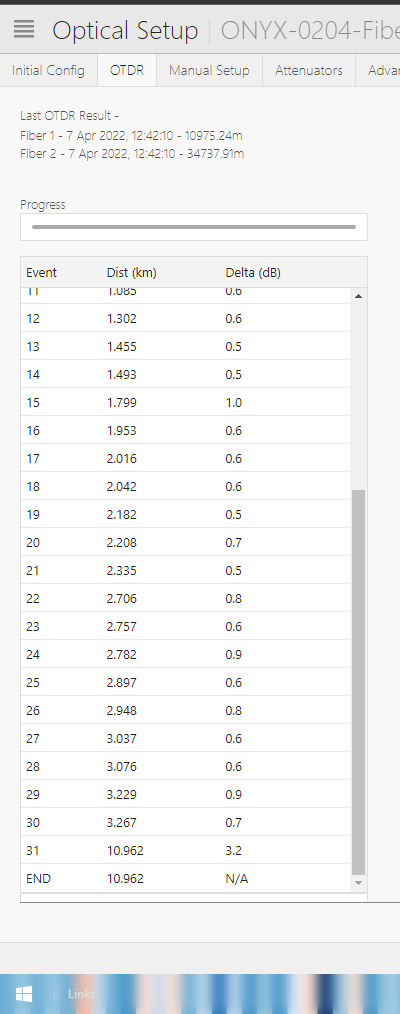 Optical Setup ONYX-0204-Fibe
Initial Config OTDR Manual Setup Attenuators Adva
Last OTDR Result -
Fiber 1 - 7 Apr 2022, 12:42:10 - 10975.24m
Fiber 2 - 7 Apr 2022, 12:42:10 - 34737.91m
Progress
Event Dist (km) Delta (dB)
11 1.085 0.6
12 1.302 0.6
13 1.455 0.5
14 1.493 0.5
15 1.799 1.0
16 1.953 0.6
17 2.016 0.6
18 2.042 0.6
19 2.182 0.5
20 2.208 0.7
21 2.335 0.5
22 2.706 0.8
23 2.757 0.6
24 2.782 0.9
25 2.897 0.6
26 2.948 0.8
27 3.037 0.6
28 3.076 0.6
29 3.229 0.9
30 3.267 0.7
31 10.962 3.2
END 10.962 N/A
Links